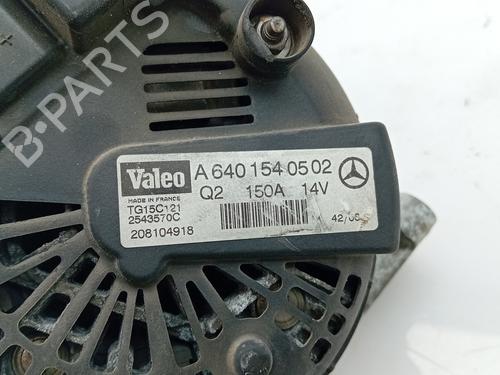 B-PARTS
Valeo A 640 154 05 02
MADE IN FRANCE Q2 150A 14V
TG15C121
2543570C
208104918